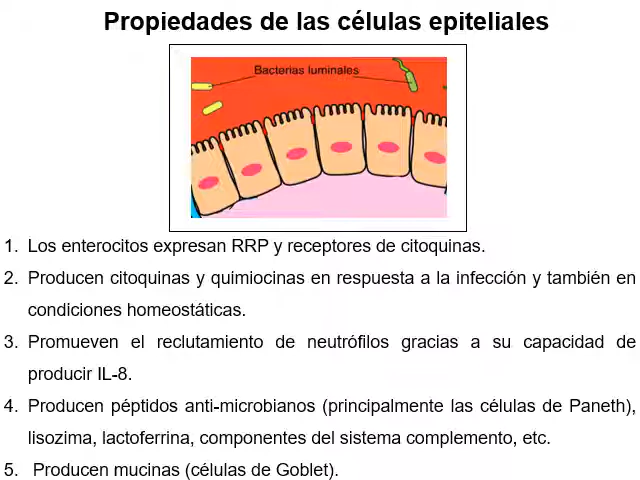 Propiedades de las células epiteliales
Bacterias luminales
1. Los enterocitos expresan RRP y receptores de citoquinas.
2. Producen citoquinas y quimiocinas en respuesta a la infección y también en
condiciones homeostáticas.
3. Promueven el reclutamiento de neutrófilos gracias a su capacidad de
producir IL-8.
4. Producen péptidos anti-microbianos (principalmente las células de Paneth),
lisozima, lactoferrina, componentes del sistema complemento, etc.
5. Producen mucinas (células de Goblet).